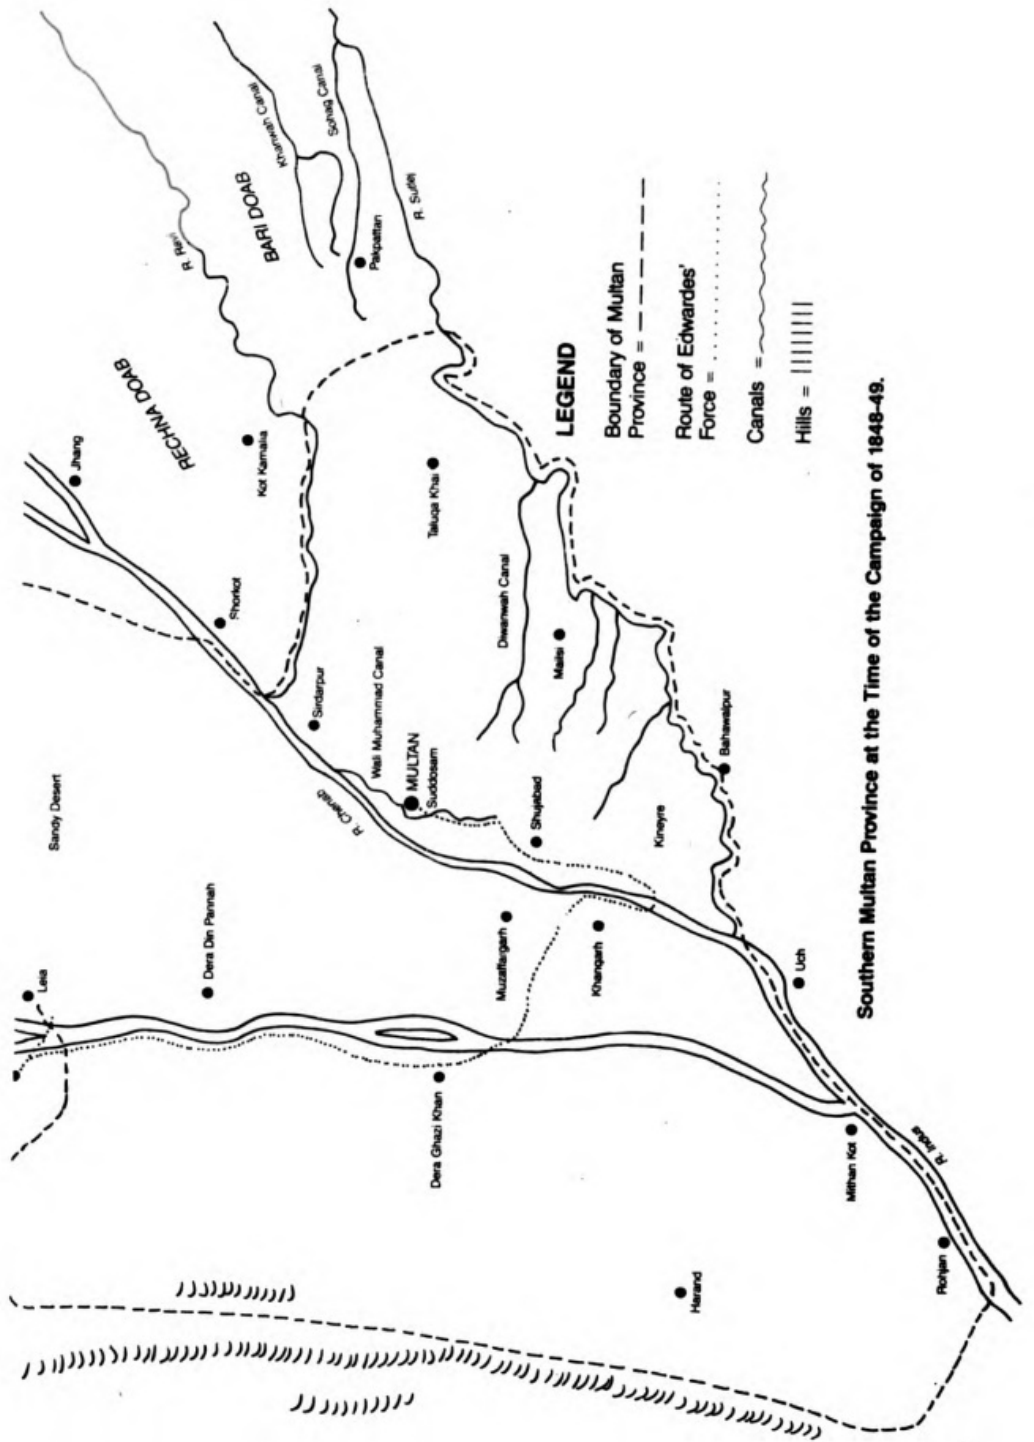 Jhang
RECHNA DOAB
R. Ravi
BARI DOAB
Kharwah Canal
Sohag Canal
Pakpattan
R. Sutlej
Kot Kamalia
Shorkot
Sandy Desert
Leia
Dera Din Pannah
Sirdarpur
Wali Muhammad Canal
MULTAN
Suddosam
R. Chenab
Taluqa Khai
Diwanwah Canal
Mailsi
Shujabad
Kineyre
Bahawalpur
Muzaffargarh
Khangarh
Uch
Dera Ghazi Khan
Mithan Kot
R. Indus
Harand
Rohjan
LEGEND
Boundary of Multan
Province =
Route of Edwardes'
Force =
Canals =
Hills =
Southern Multan Province at the Time of the Campaign of 1848-49.